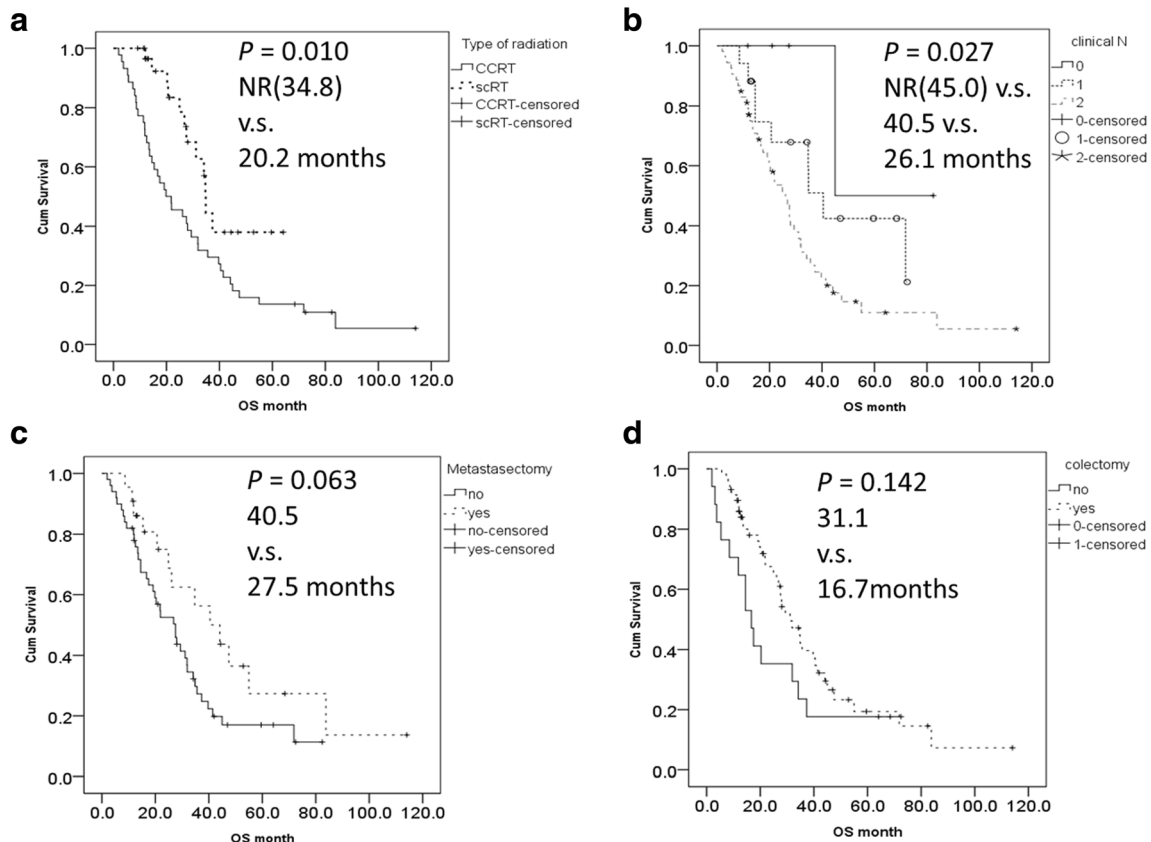 a
P = 0.010
NR(34.8)
v.s.
20.2 months
Type of radiation
CCRT
scRT
CCRT-censored
scRT-censored
Cum Survival
1.0
0.8
0.6
0.4
0.2
0.0
0.0 20.0 40.0 60.0 80.0 100.0 120.0
OS month
b
P = 0.027
NR(45.0) v.s.
40.5 v.s.
26.1 months
clinical N
0
1
2
0-censored
1-censored
2-censored
Cum Survival
1.0
0.8
0.6
0.4
0.2
0.0
0.0 20.0 40.0 60.0 80.0 100.0 120.0
OS month
c
P = 0.063
40.5
v.s.
27.5 months
Metastasectomy
no
yes
no-censored
yes-censored
Cum Survival
1.0
0.8
0.6
0.4
0.2
0.0
0.0 20.0 40.0 60.0 80.0 100.0 120.0
OS month
d
P = 0.142
31.1
v.s.
16.7months
colectomy
no
yes
0-censored
1-censored
Cum Survival
1.0
0.8
0.6
0.4
0.2
0.0
0.0 20.0 40.0 60.0 80.0 100.0 120.0
OS month